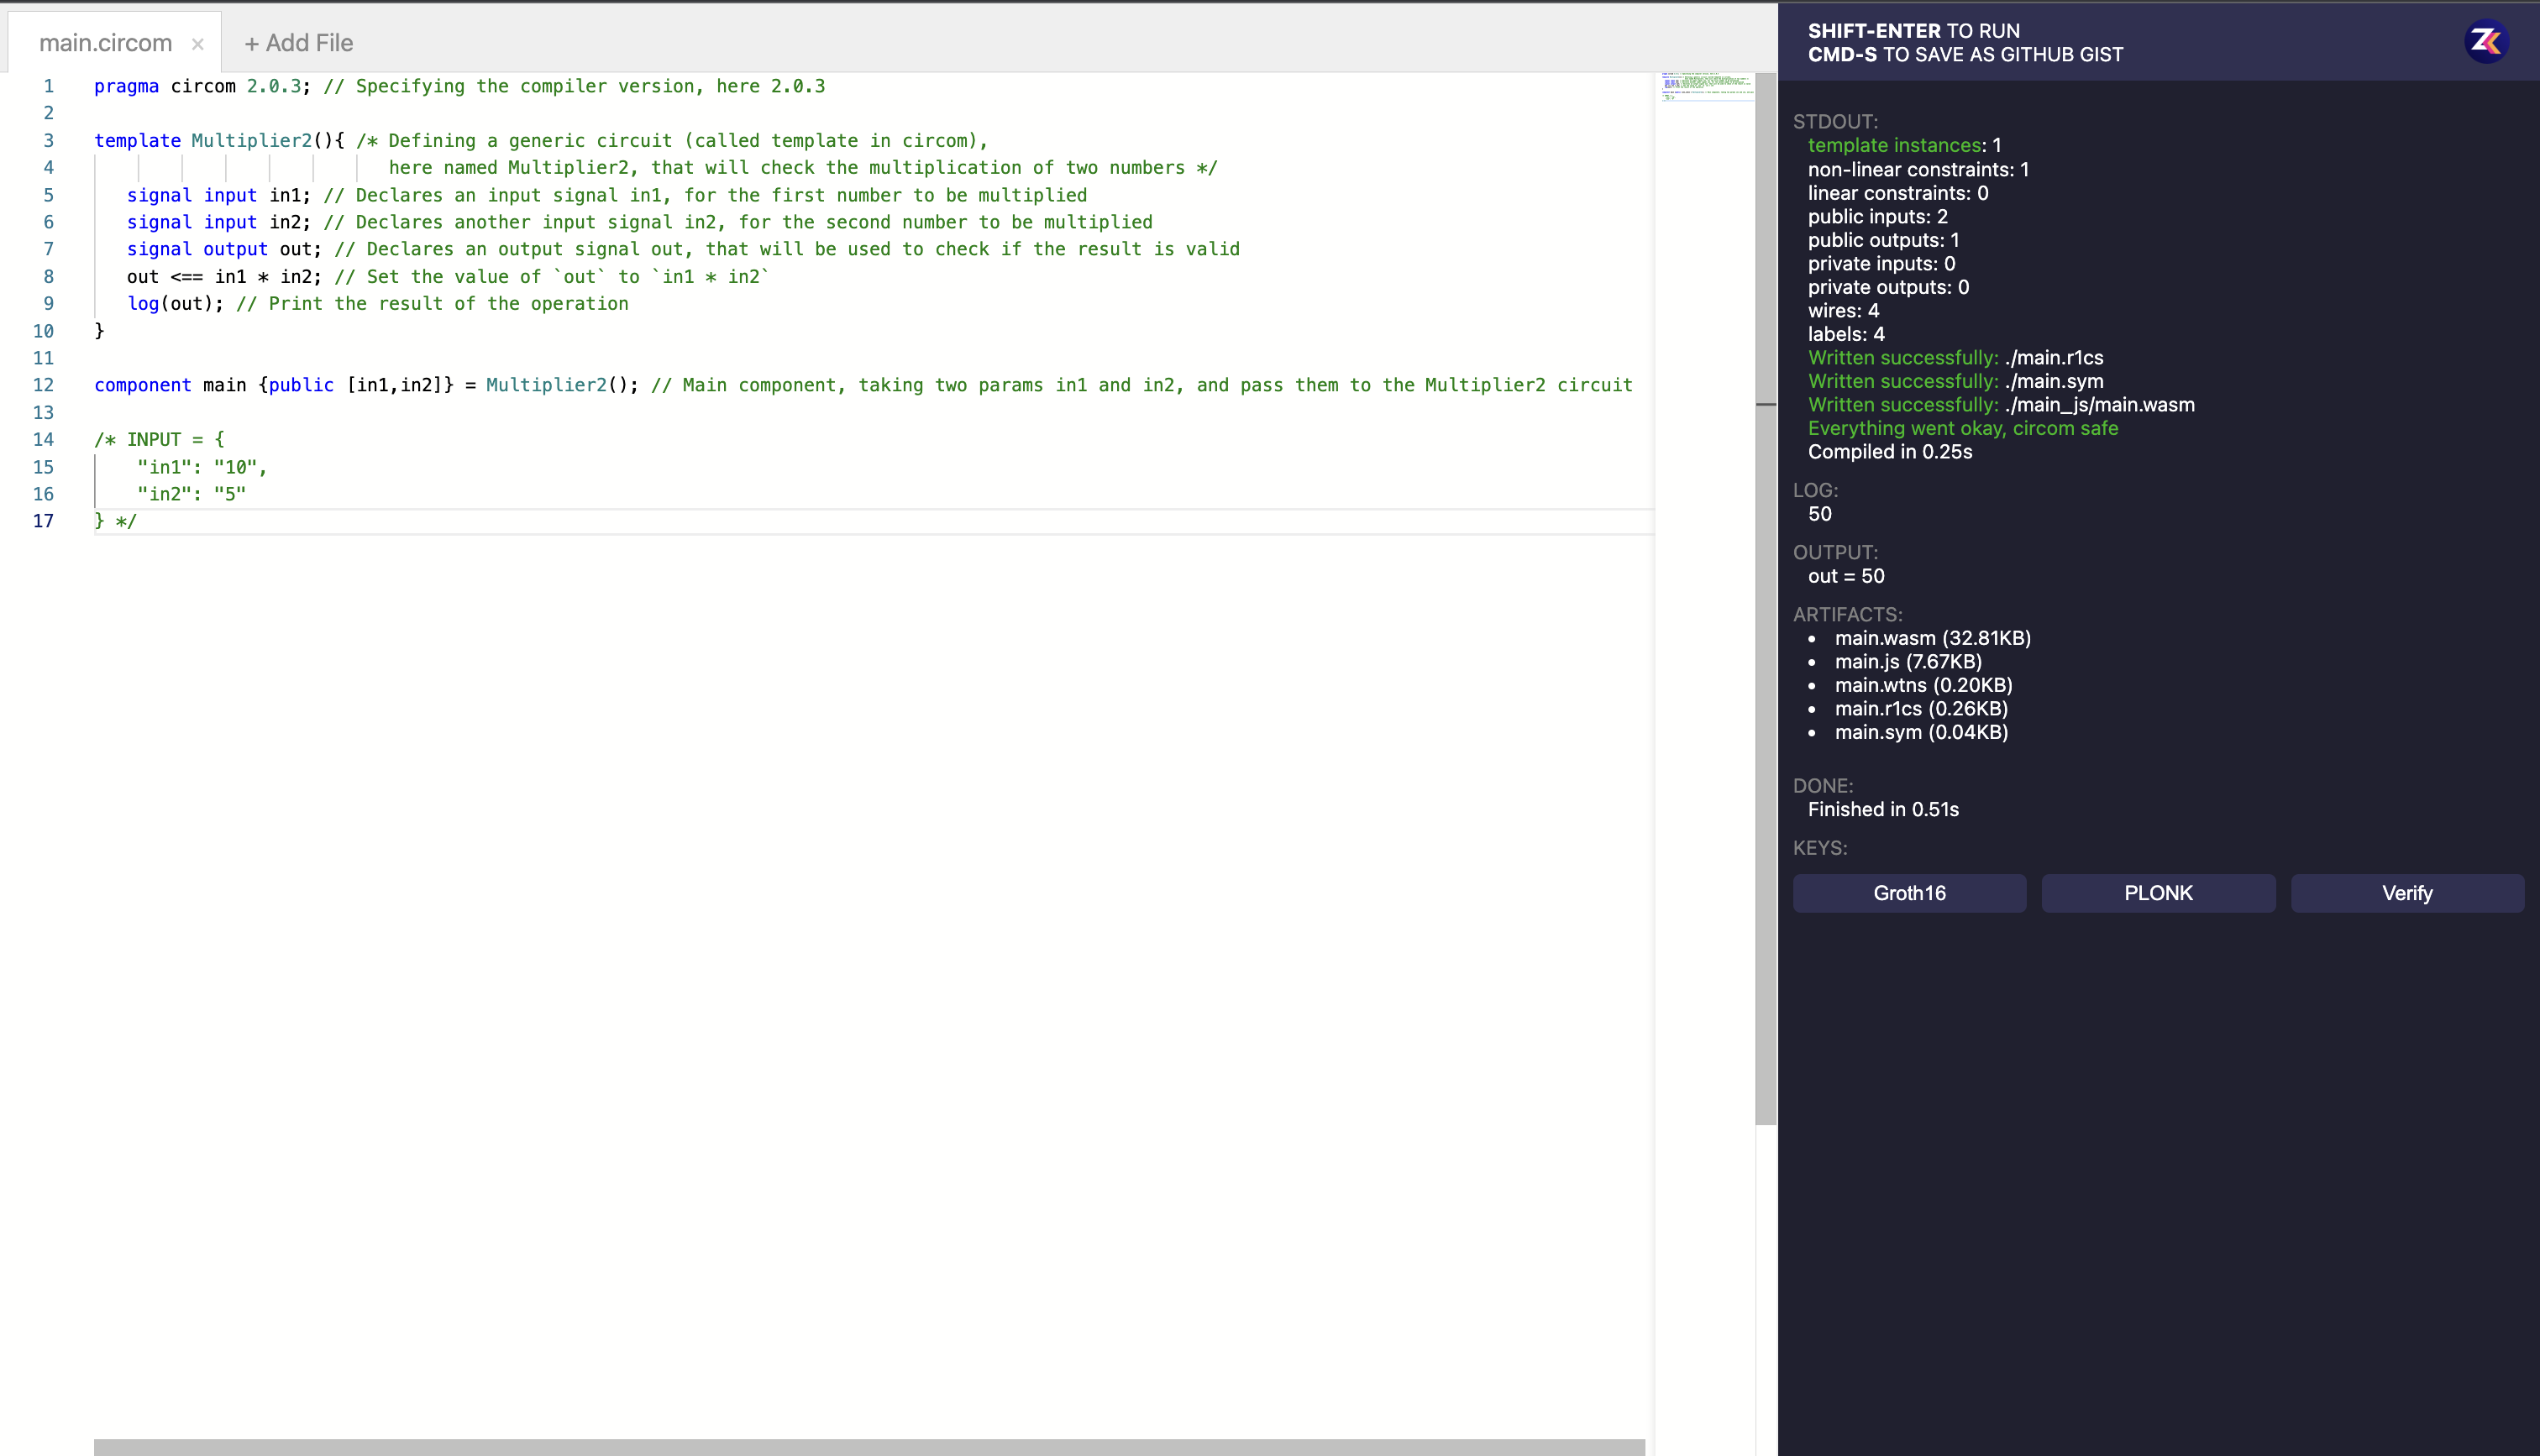 main.circom × + Add File
1 pragma circom 2.0.3; // Specifying the compiler version, here 2.0.3
2
3 template Multiplier2(){ /* Defining a generic circuit (called template in circom),
4 here named Multiplier2, that will check the multiplication of two numbers */
5 signal input in1; // Declares an input signal in1, for the first number to be multiplied
6 signal input in2; // Declares another input signal in2, for the second number to be multiplied
7 signal output out; // Declares an output signal out, that will be used to check if the result is valid
8 out <== in1 * in2; // Set the value of `out` to `in1 * in2`
9 log(out); // Print the result of the operation
10 }
11
12 component main {public [in1,in2]} = Multiplier2(); // Main component, taking two params in1 and in2, and pass them to the Multiplier2 circuit
13
14 /* INPUT = {
15 "in1": "10",
16 "in2": "5"
17 } */
SHIFT-ENTER TO RUN
CMD-S TO SAVE AS GITHUB GIST
ZK
STDOUT:
template instances: 1
non-linear constraints: 1
linear constraints: 0
public inputs: 2
public outputs: 1
private inputs: 0
private outputs: 0
wires: 4
labels: 4
Written successfully: ./main.r1cs
Written successfully: ./main.sym
Written successfully: ./main_js/main.wasm
Everything went okay, circom safe
Compiled in 0.25s
LOG:
50
OUTPUT:
out = 50
ARTIFACTS:
• main.wasm (32.81KB)
• main.js (7.67KB)
• main.wtns (0.20KB)
• main.r1cs (0.26KB)
• main.sym (0.04KB)
DONE:
Finished in 0.51s
KEYS:
Groth16 PLONK Verify